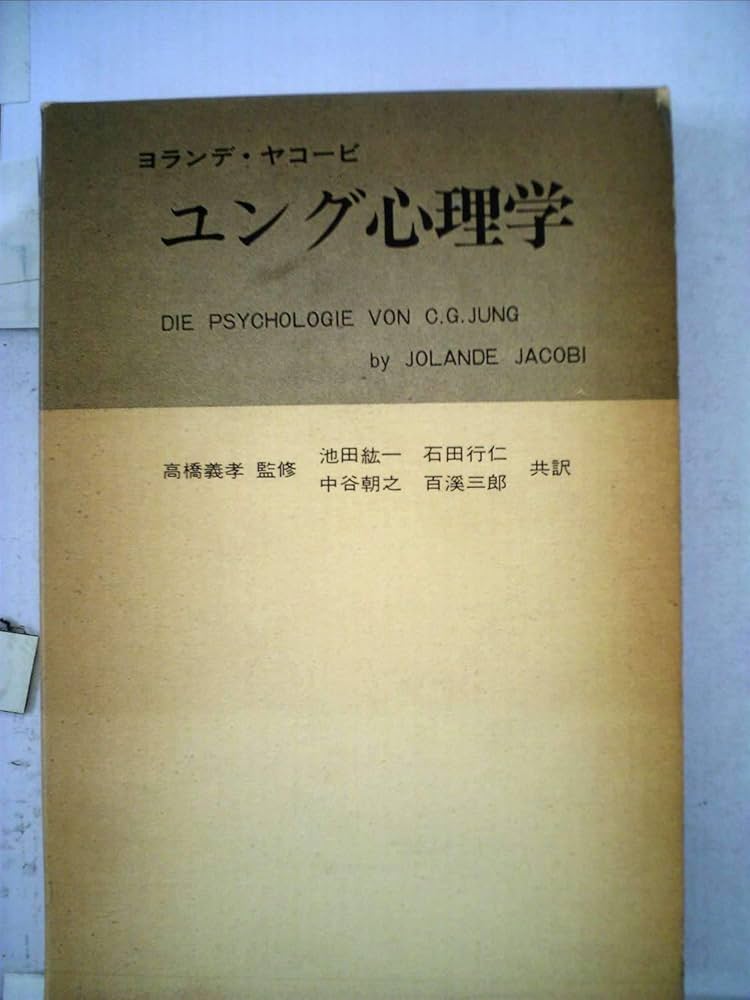 ヨランデ・ヤコービ
ユング心理学
DIE PSYCHOLOGIE VON C.G.JUNG
by JOLANDE JACOBI
高橋義孝 監修 池田紘一 石田行仁 中谷朝之 百溪三郎 共訳